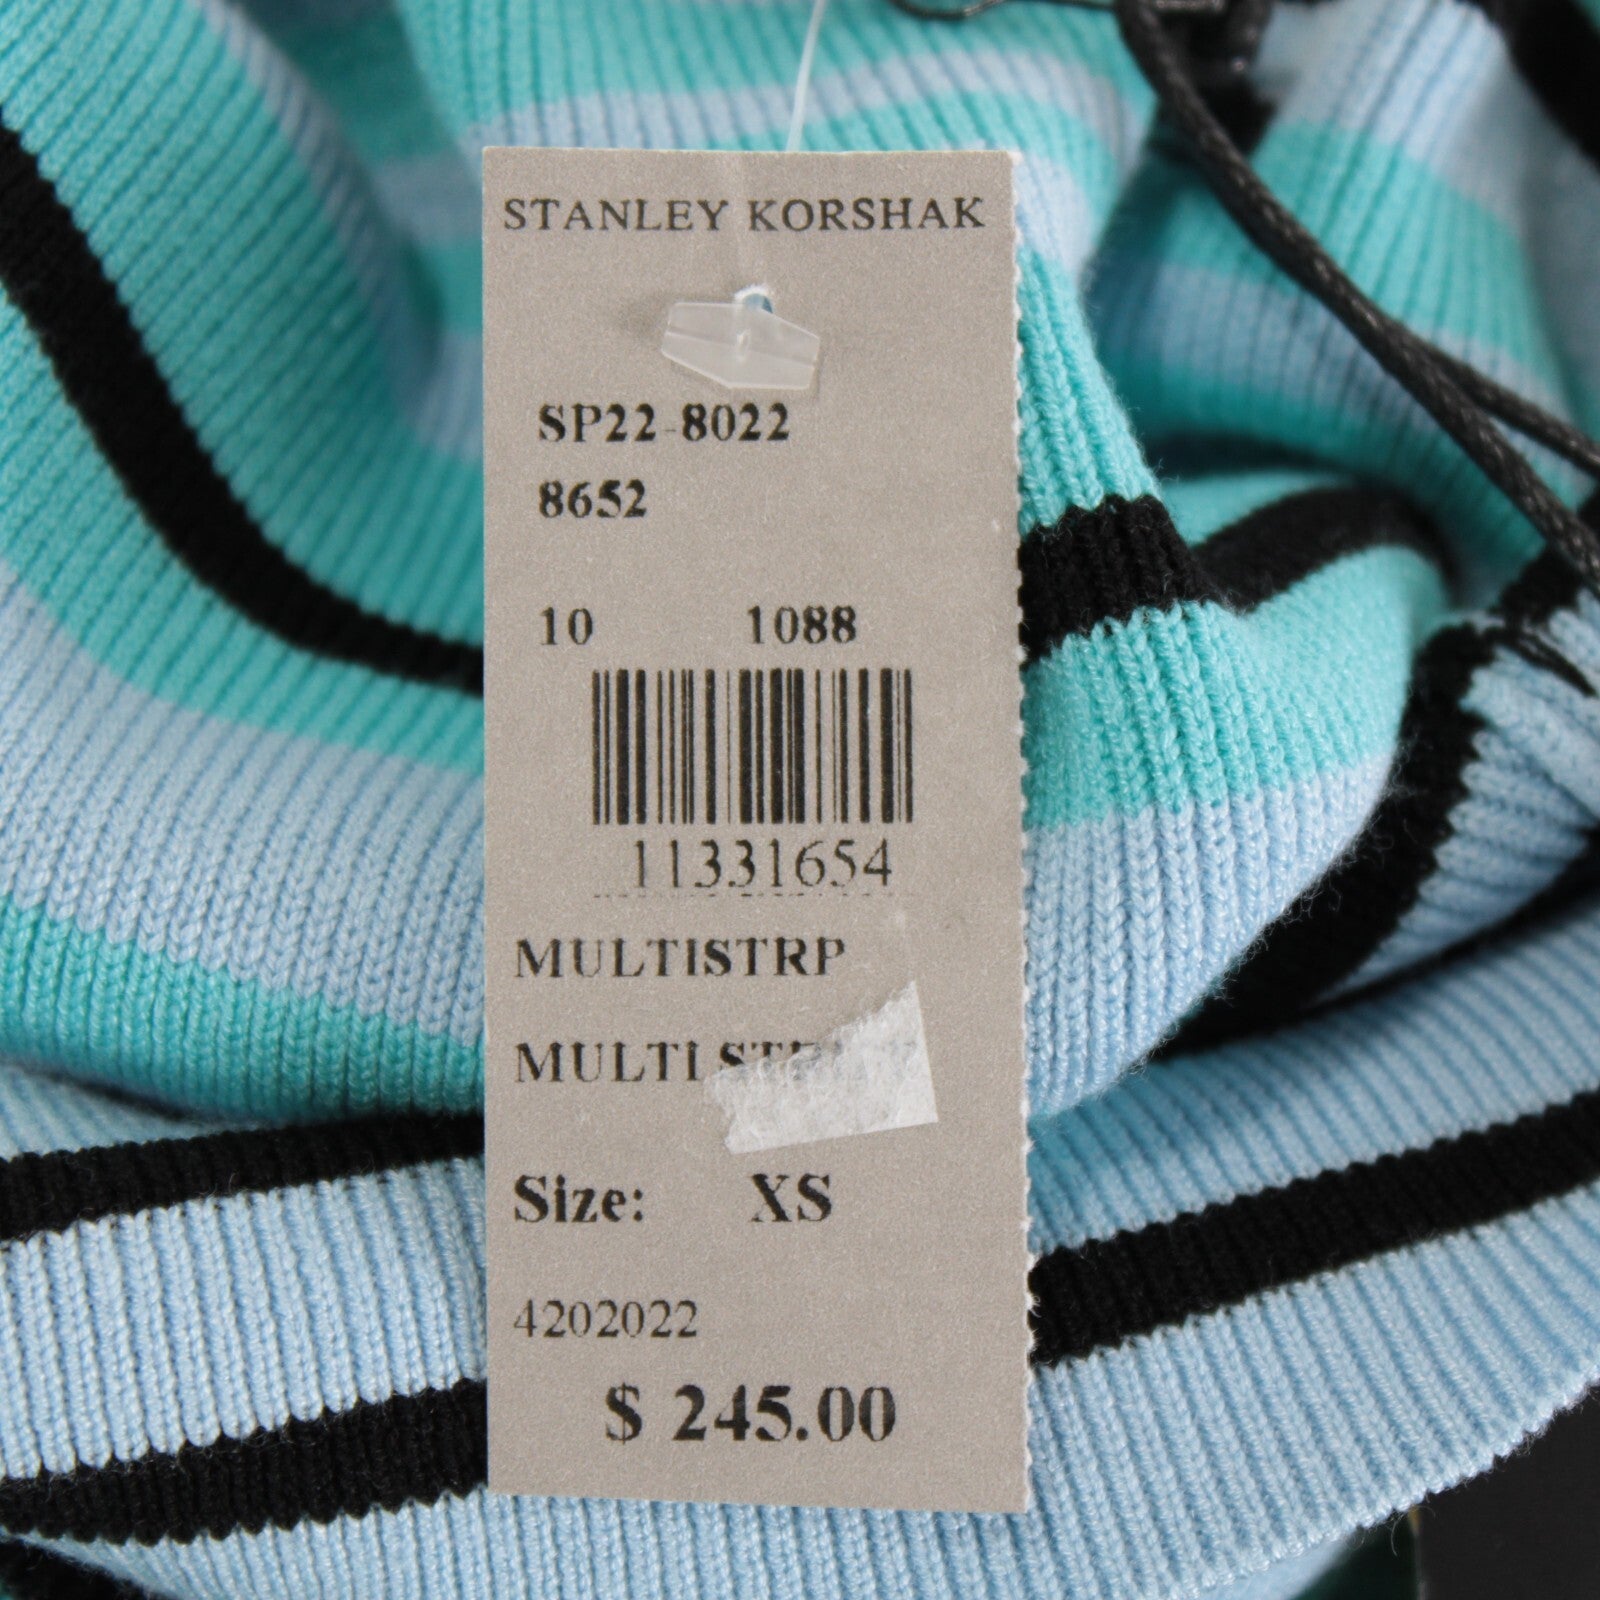 STANLEY KORSHAK
SP22-8022
8652
10 1088
11331654
MULTISTRP
MULTI
Size: XS
4202022
$ 245.00